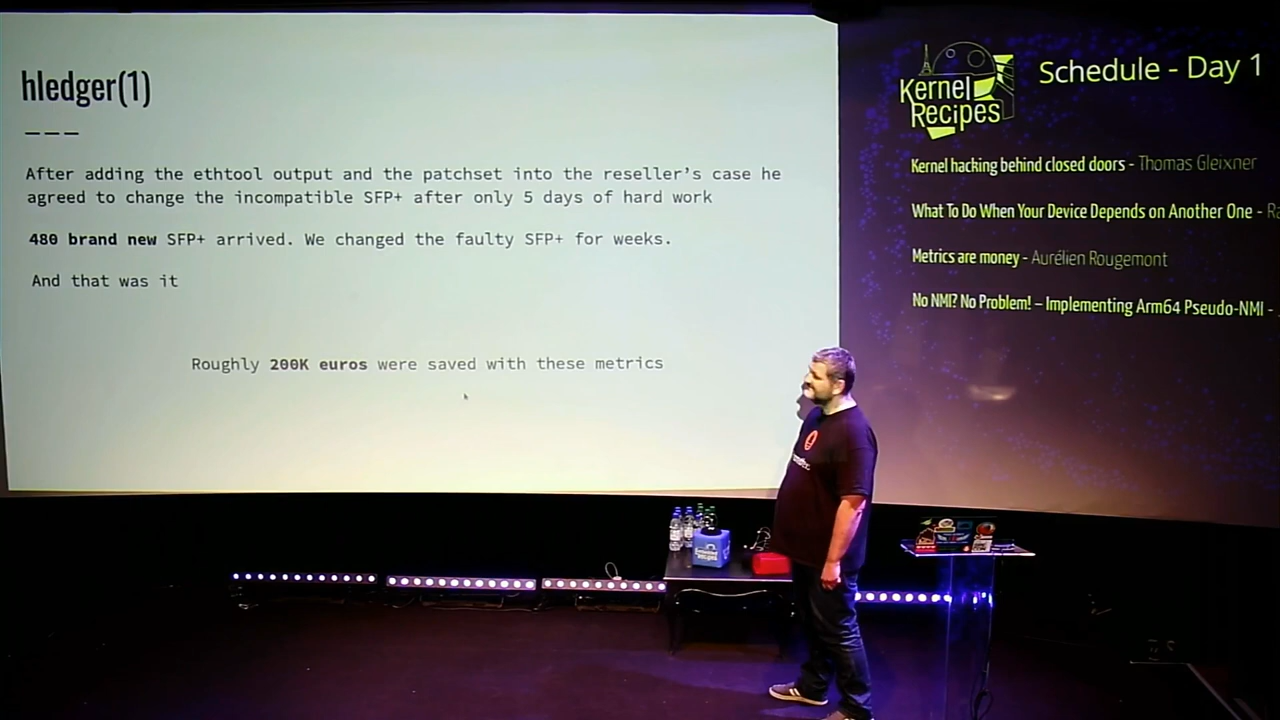 hledger(1)
———
After adding the ethtool output and the patchset into the reseller's case he
agreed to change the incompatible SFP+ after only 5 days of hard work
480 brand new SFP+ arrived. We changed the faulty SFP+ for weeks.
And that was it
Roughly 200K euros were saved with these metrics
Kernel
Recipes
Schedule - Day 1
Kernel hacking behind closed doors - Thomas Gleixner
What To Do When Your Device Depends on Another One -
Metrics are money - Aurélien Rougemont
No NMI? No Problem! – Implementing Arm64 Pseudo-NMI -